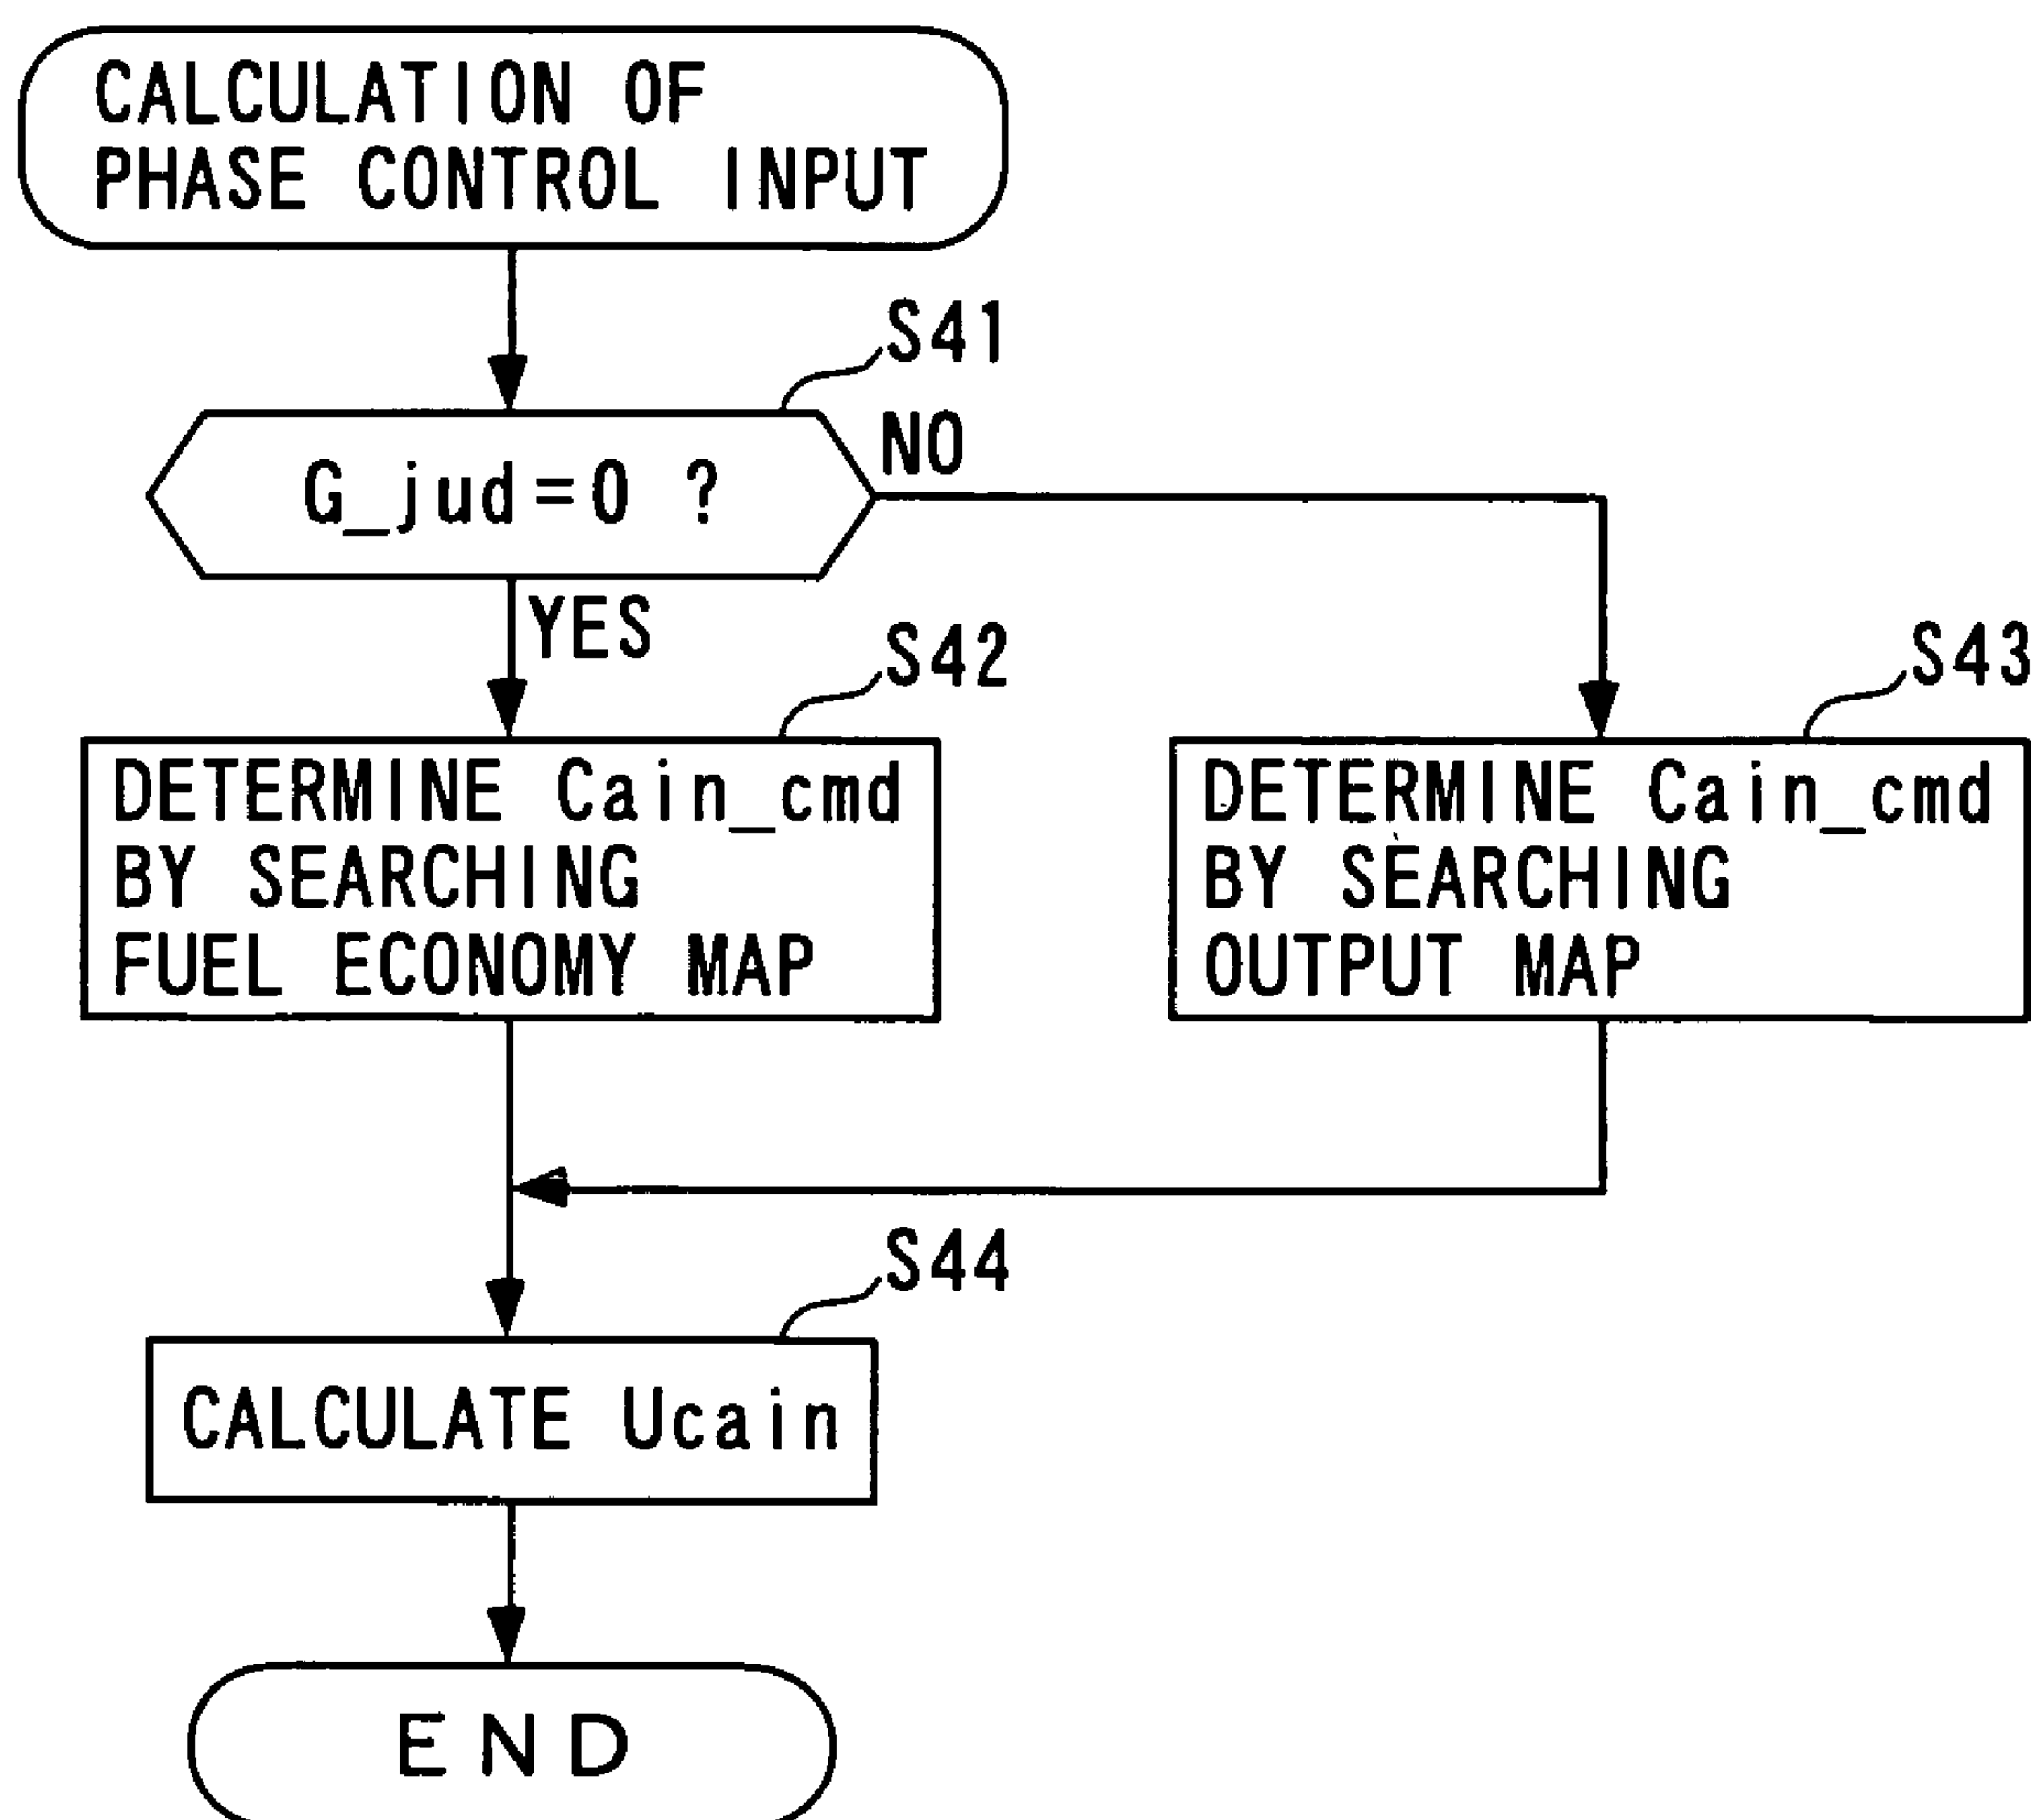 CALCULATION OF
PHASE CONTROL INPUT
S41
NO
G_jud=0 ?
YES
S42
S43
DETERMINE Cain_cmd
BY SEARCHING
FUEL ECONOMY MAP
DETERMINE Cain_cmd
BY SEARCHING
OUTPUT MAP
S44
CALCULATE Ucain
END